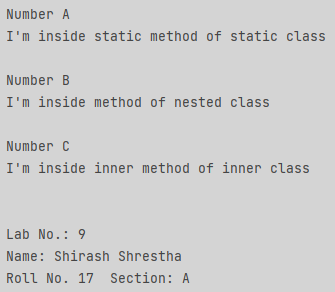 Number A
I'm inside static method of static class
Number B
I'm inside method of nested class
Number C
I'm inside inner method of inner class
Lab No.: 9
Name: Shirash Shrestha
Roll No. 17  Section: A